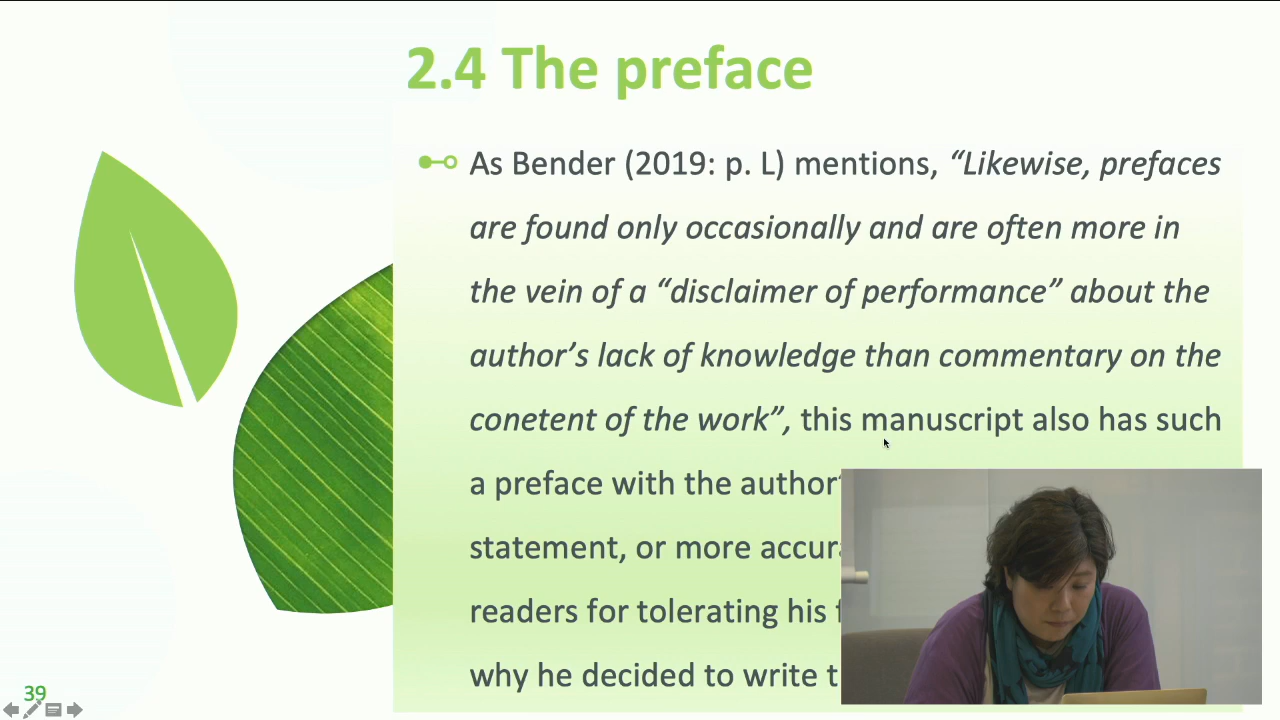 2.4 The preface
As Bender (2019: p. L) mentions, “Likewise, prefaces
are found only occasionally and are often more in
the vein of a “disclaimer of performance” about the
author’s lack of knowledge than commentary on the
conetent of the work”, this manuscript also has such
a preface with the author’
statement, or more
readers for tolerating his
why he decided to write
39